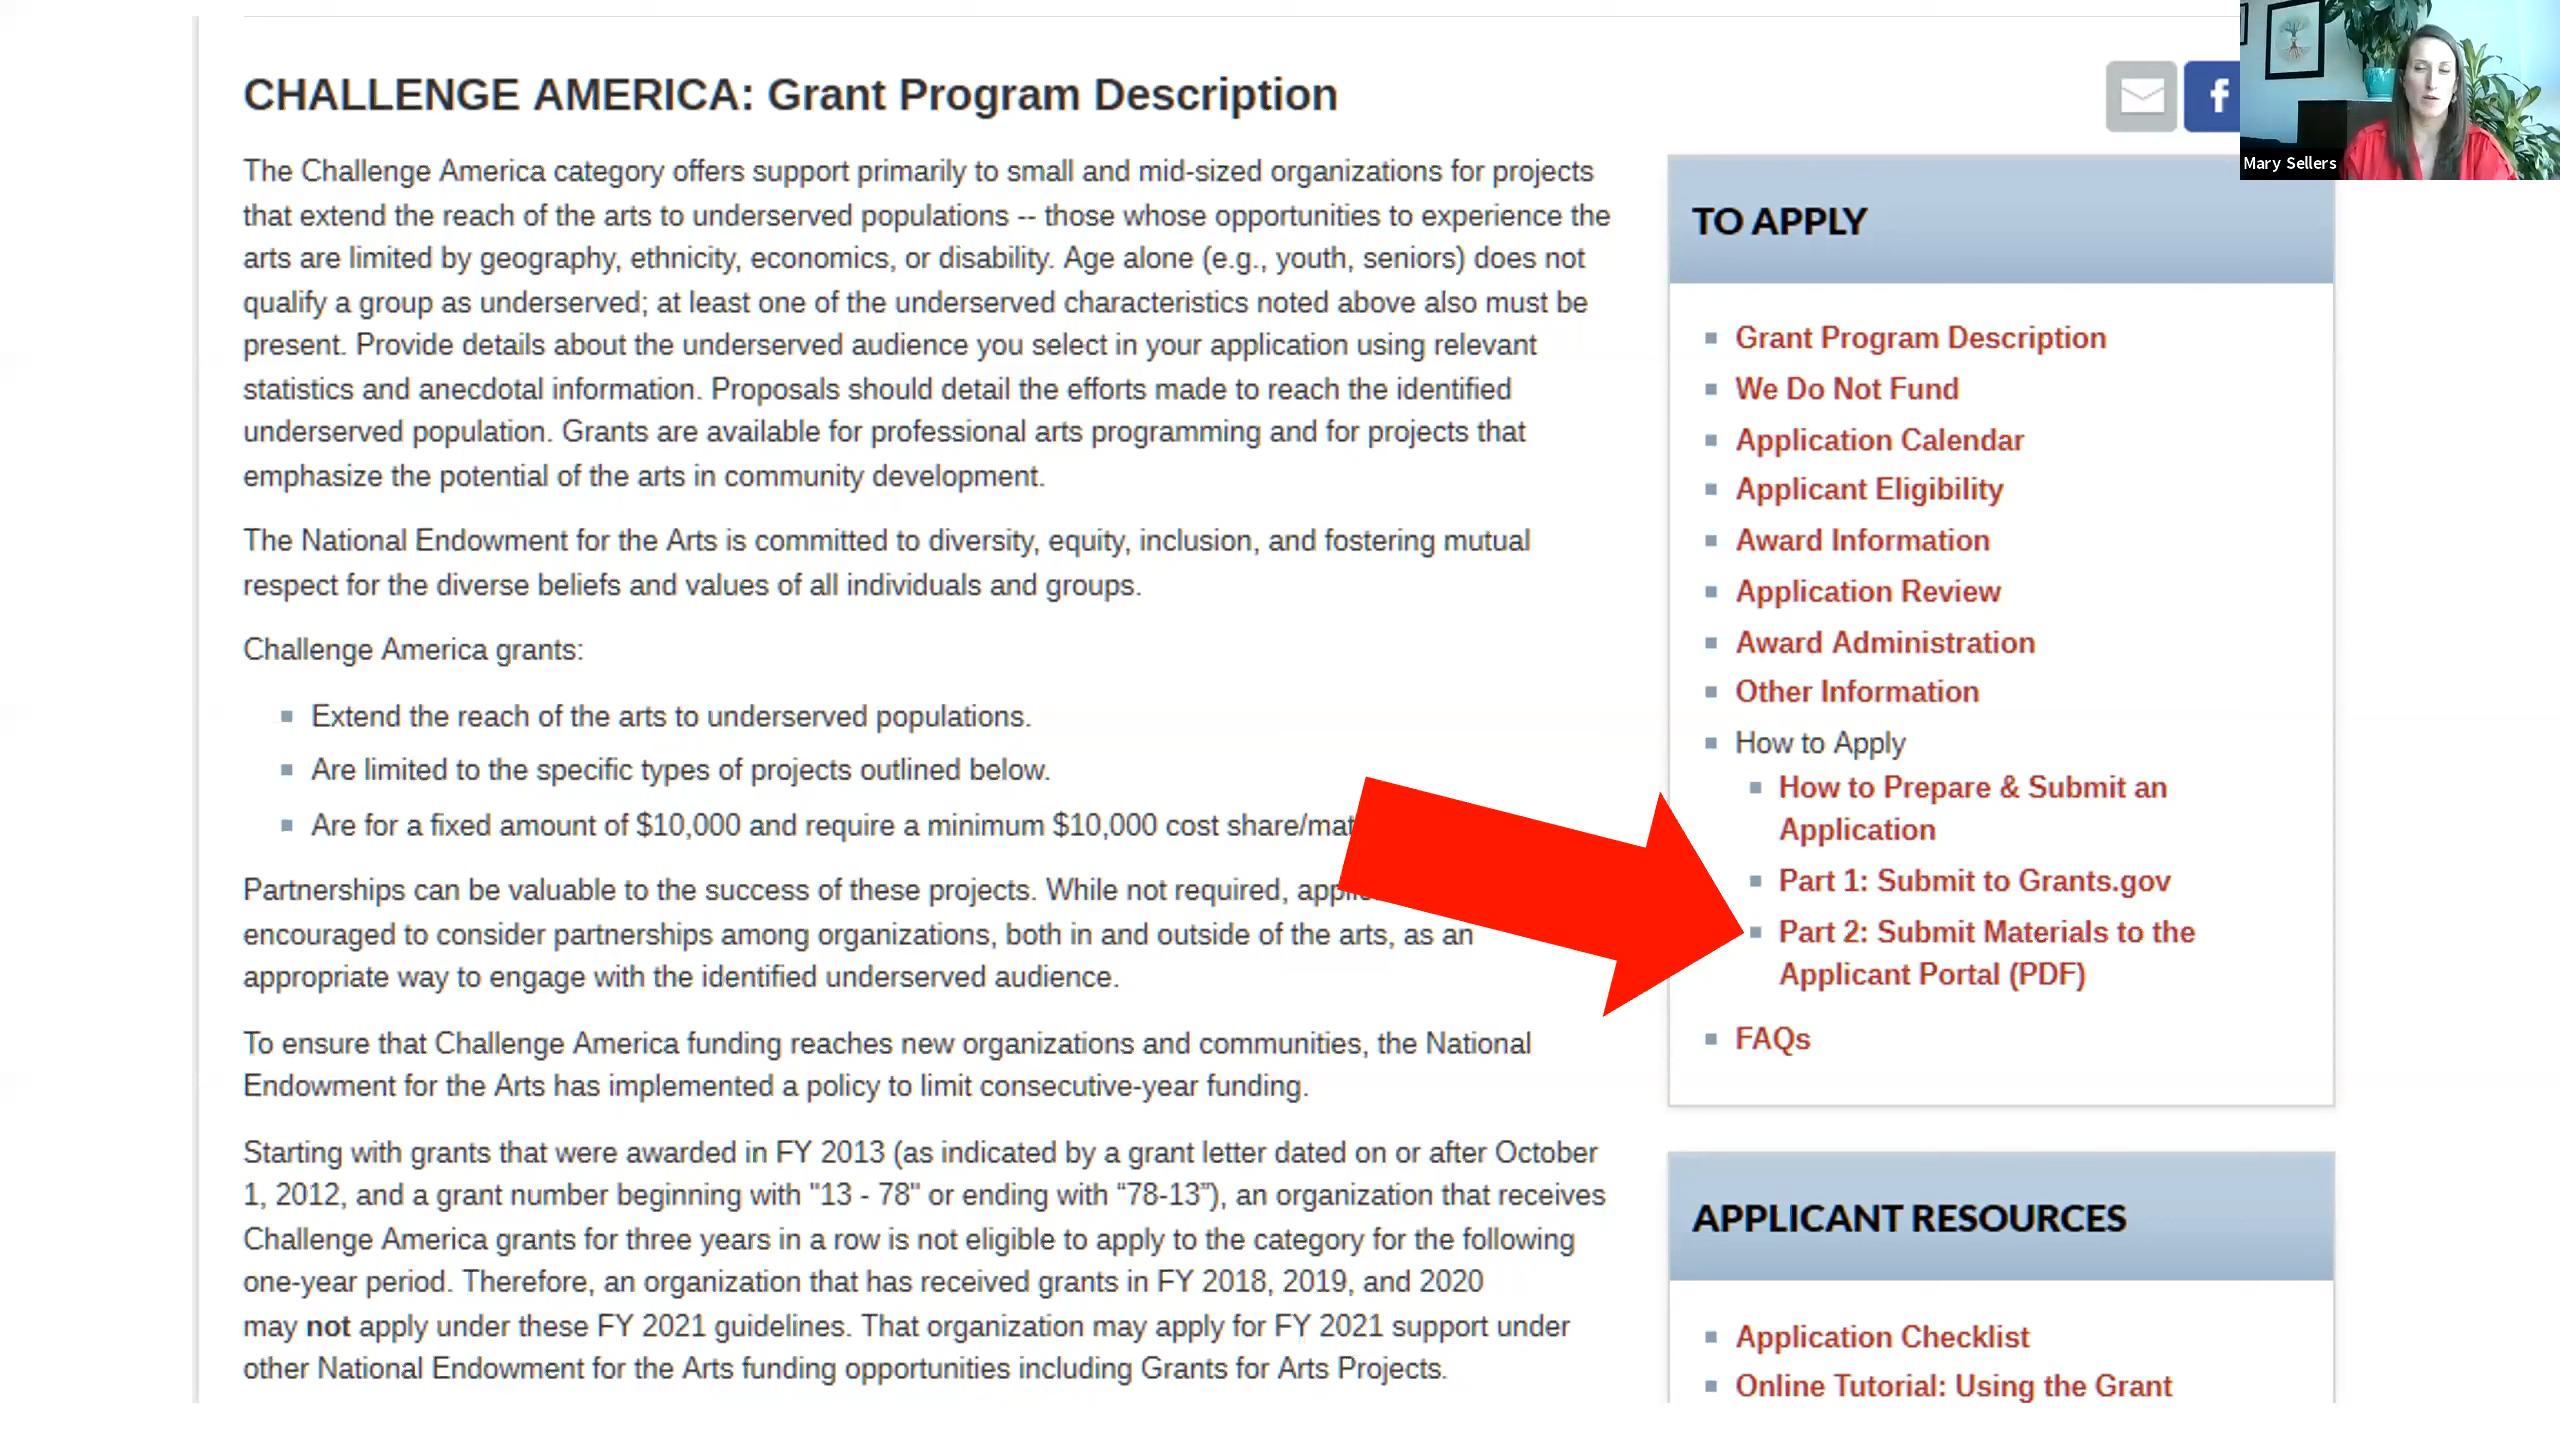 CHALLENGE AMERICA: Grant Program Description
The Challenge America category offers support primarily to small and mid-sized organizations for projects
that extend the reach of the arts to underserved populations -- those whose opportunities to experience the
arts are limited by geography, ethnicity, economics, or disability. Age alone (e.g., youth, seniors) does not
qualify a group as underserved; at least one of the underserved characteristics noted above also must be
present. Provide details about the underserved audience you select in your application using relevant
statistics and anecdotal information. Proposals should detail the efforts made to reach the identified
underserved population. Grants are available for professional arts programming and for projects that
emphasize the potential of the arts in community development.
The National Endowment for the Arts is committed to diversity, equity, inclusion, and fostering mutual
respect for the diverse beliefs and values of all individuals and groups.
Challenge America grants:
Extend the reach of the arts to underserved populations.
Are limited to the specific types of projects outlined below.
Are for a fixed amount of $10,000 and require a minimum $10,000 cost share/mat
Partnerships can be valuable to the success of these projects. While not required,
encouraged to consider partnerships among organizations, both in and outside of the arts, as an
appropriate way to engage with the identified underserved audience.
To ensure that Challenge America funding reaches new organizations and communities, the National
Endowment for the Arts has implemented a policy to limit consecutive-year funding.
Starting with grants that were awarded in FY 2013 (as indicated by a grant letter dated on or after October
1, 2012, and a grant number beginning with "13 - 78" or ending with “78-13”), an organization that receives
Challenge America grants for three years in a row is not eligible to apply to the category for the following
one-year period. Therefore, an organization that has received grants in FY 2018, 2019, and 2020
may not apply under these FY 2021 guidelines. That organization may apply for FY 2021 support under
other National Endowment for the Arts funding opportunities including Grants for Arts Projects.
f
Mary Sellers
TO APPLY
Grant Program Description
We Do Not Fund
Application Calendar
Applicant Eligibility
Award Information
Application Review
Award Administration
Other Information
How to Apply
How to Prepare & Submit an
Application
Part 1: Submit to Grants.gov
Part 2: Submit Materials to the
Applicant Portal (PDF)
FAQs
APPLICANT RESOURCES
Application Checklist
Online Tutorial: Using the Grant